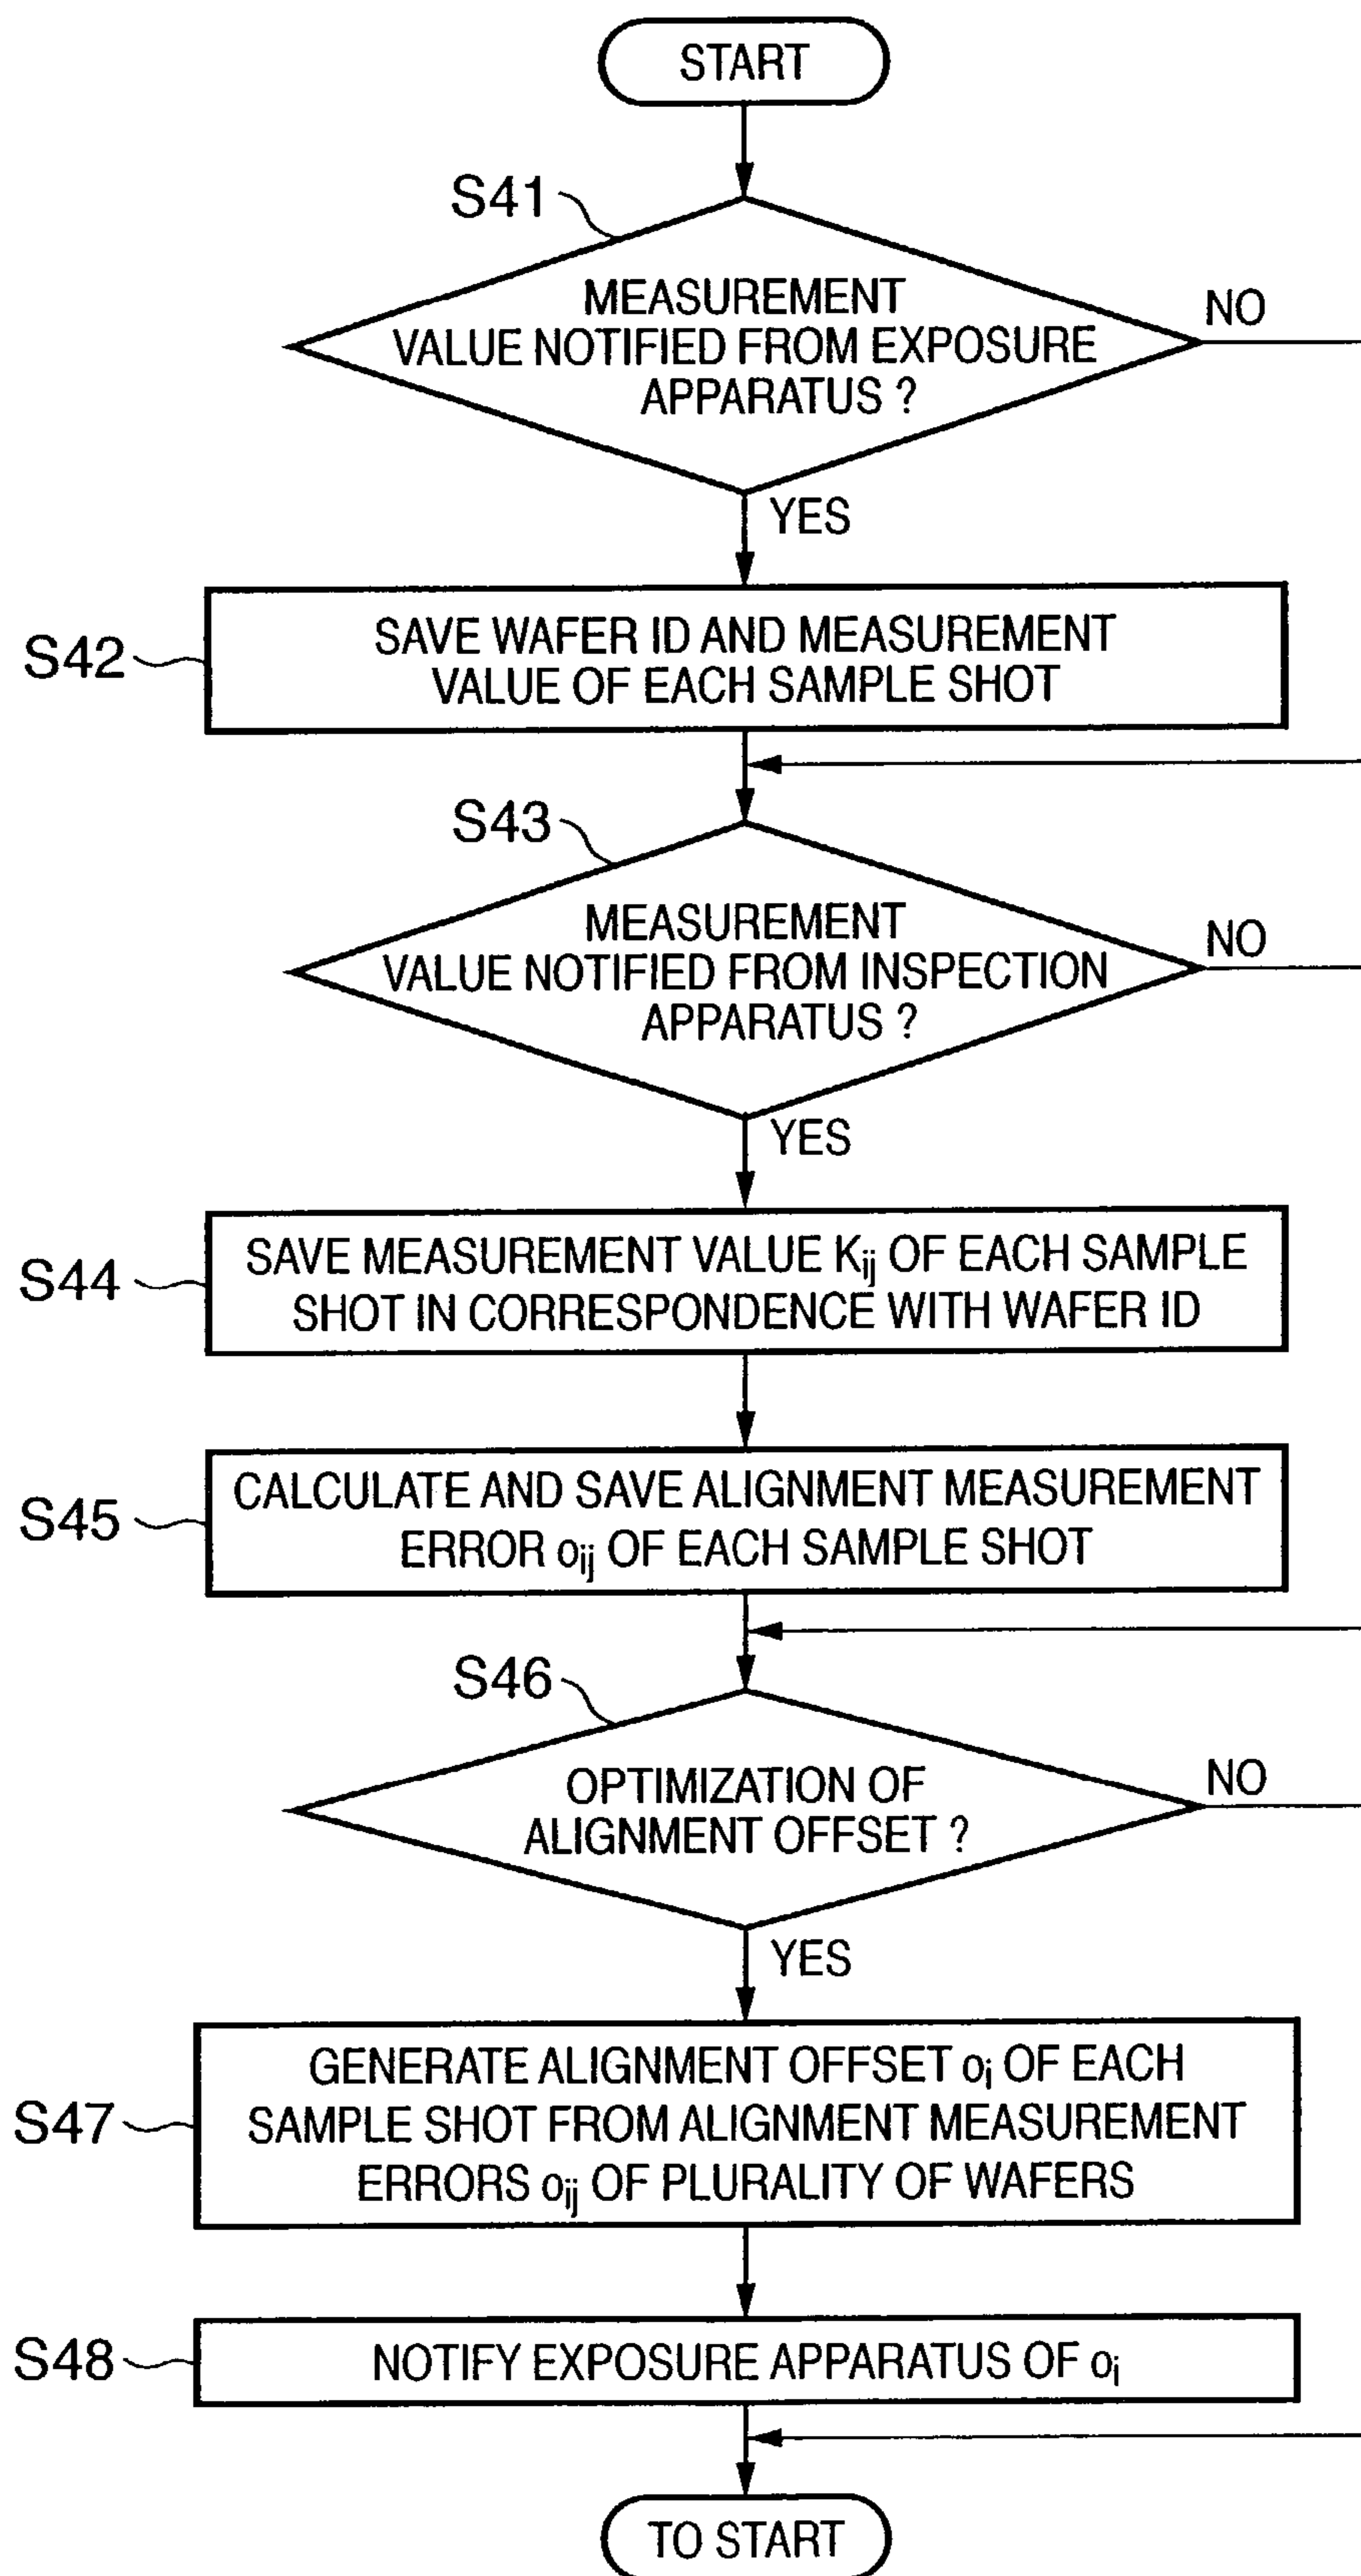 START
S41
MEASUREMENT
VALUE NOTIFIED FROM EXPOSURE
APPARATUS ?
NO
YES
S42
SAVE WAFER ID AND MEASUREMENT
VALUE OF EACH SAMPLE SHOT
S43
MEASUREMENT
VALUE NOTIFIED FROM INSPECTION
APPARATUS ?
NO
YES
S44
SAVE MEASUREMENT VALUE Kij OF EACH SAMPLE
SHOT IN CORRESPONDENCE WITH WAFER ID
S45
CALCULATE AND SAVE ALIGNMENT MEASUREMENT
ERROR oij OF EACH SAMPLE SHOT
S46
OPTIMIZATION OF
ALIGNMENT OFFSET ?
NO
YES
S47
GENERATE ALIGNMENT OFFSET oi OF EACH
SAMPLE SHOT FROM ALIGNMENT MEASUREMENT
ERRORS oij OF PLURALITY OF WAFERS
S48
NOTIFY EXPOSURE APPARATUS OF oi
TO START